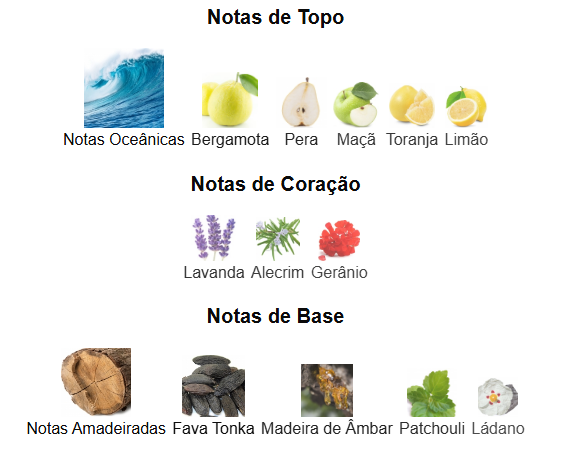 Notas de Topo
Notas Oceânicas Bergamota Pera Maçã Toranja Limão
Notas de Coração
Lavanda Alecrim Gerânio
Notas de Base
Notas Amadeiradas Fava Tonka Madeira de Âmbar Patchouli Ládano